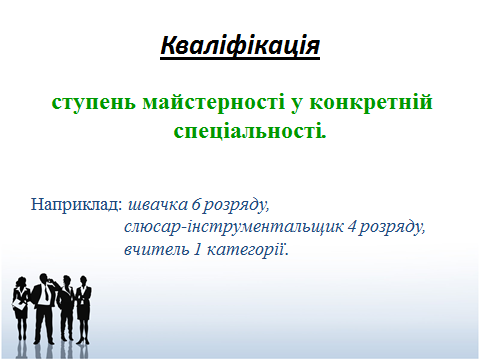 Кваліфікація
ступень майстерності у конкретній
спеціальності.
Наприклад: швачка 6 розряду,
слюсар-інструментальщик 4 розряду,
вчитель 1 категорії.